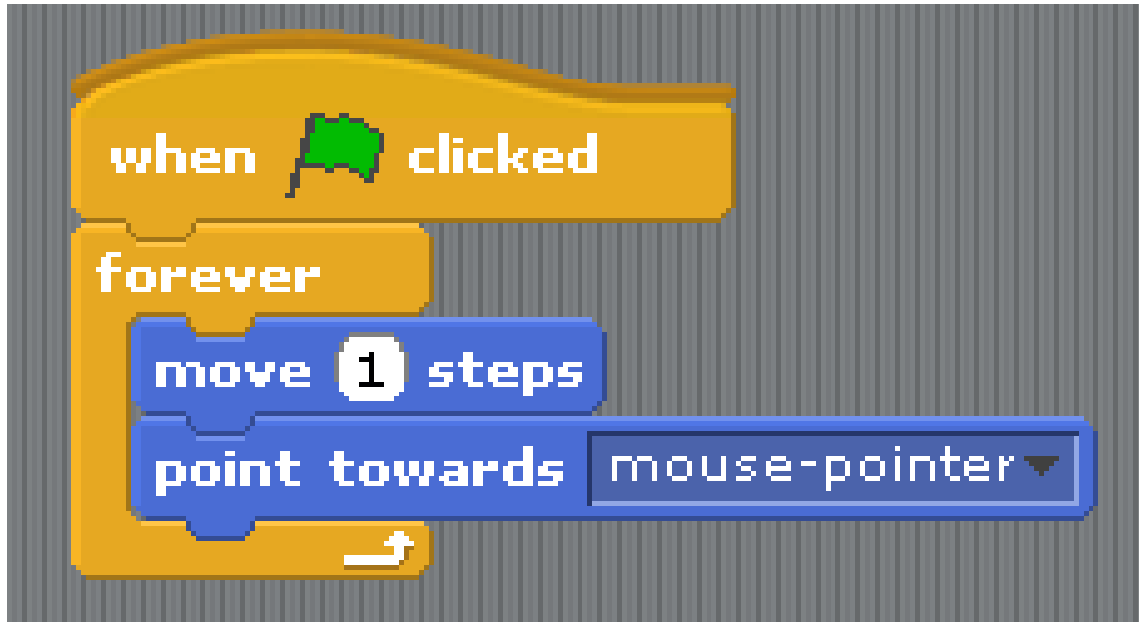 when clicked
forever
move 1 steps
point towards mouse-pointer